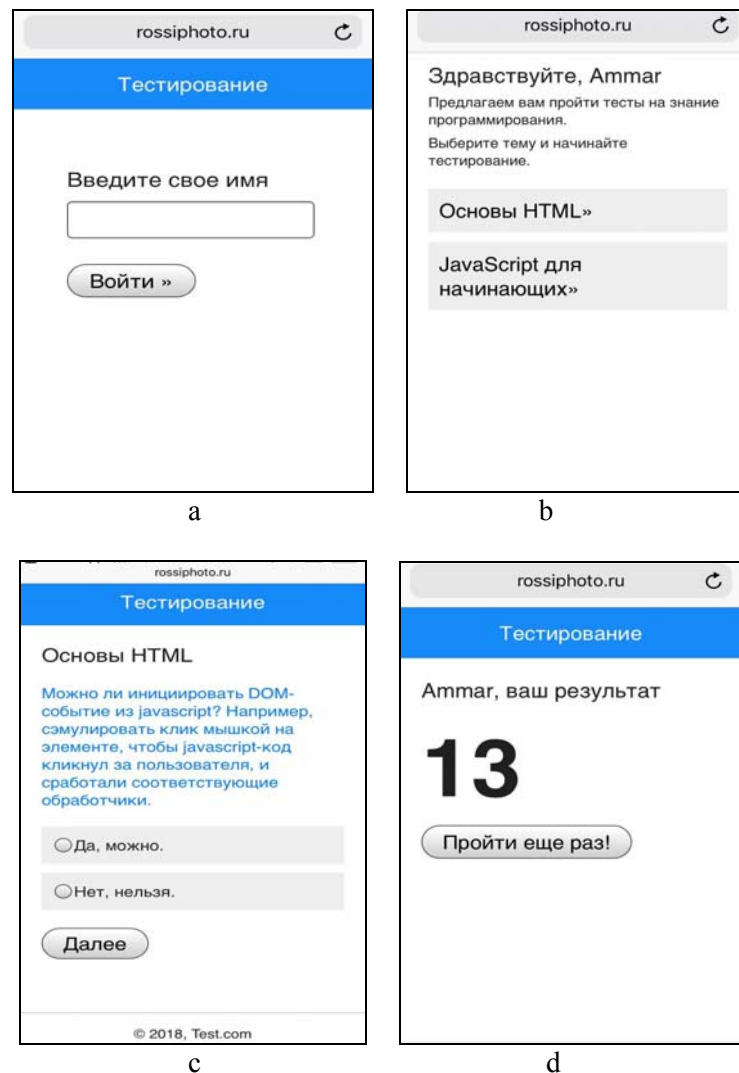 rossiphoto.ru
Тестирование
Введите свое имя
Войти »
a
rossiphoto.ru
Здравствуйте, Ammar
Предлагаем вам пройти тесты на знание
программирования.
Выберите тему и начинайте
тестирование.
Основы HTML»
JavaScript для
начинающих»
b
rossiphoto.ru
Тестирование
Основы HTML
Можно ли инициировать DOM-
событие из javascript? Например,
сэмулировать клик мышкой на
элементе, чтобы javascript-код
кликнул за пользователя, и
сработали соответствующие
обработчики.
Да, можно.
Нет, нельзя.
Далее
© 2018, Test.com
c
rossiphoto.ru
Тестирование
Ammar, ваш результат
13
Пройти еще раз!
d